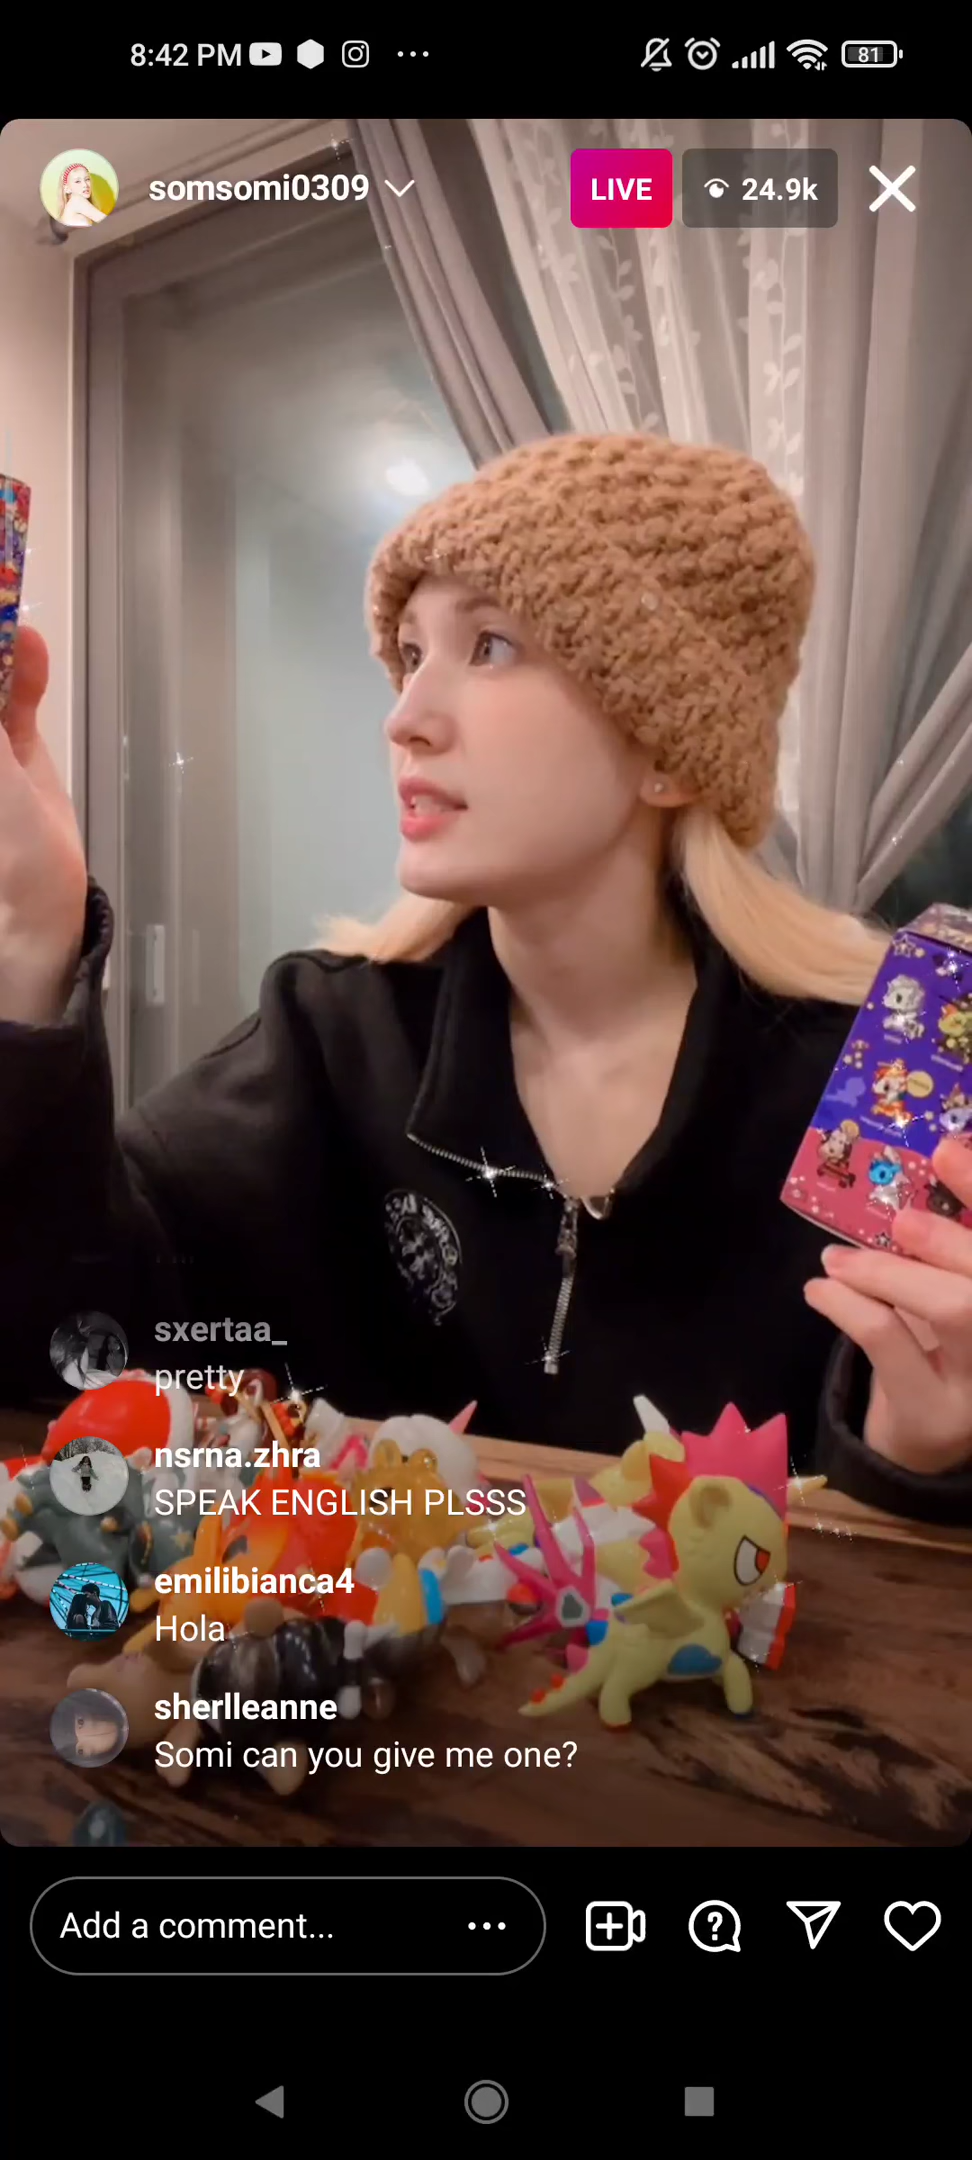 8:42 PM
81
somsomi0309
LIVE
24.9k
sxertaa_
pretty
nsrna.zhra
SPEAK ENGLISH PLSSS
emilibianca4
Hola
sherlleanne
Somi can you give me one?
Add a comment...